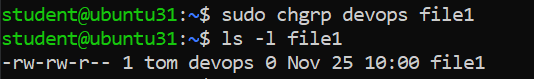 student@ubuntu31:~$ sudo chgrp devops file1
student@ubuntu31:~$ ls -l file1
-rw-rw-r-- 1 tom devops 0 Nov 25 10:00 file1